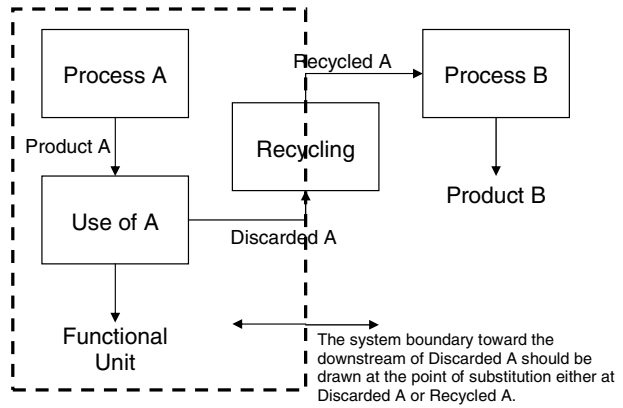 Process A
Recycled A
Process B
Product A
Recycling
Use of A
Discarded A
Product B
Functional
Unit
The system boundary toward the
downstream of Discarded A should be
drawn at the point of substitution either at
Discarded A or Recycled A.